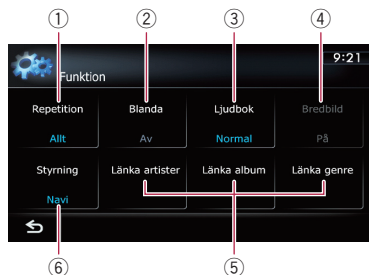 ① ② ③ ④
9:21
Funktion
Repetition Blanda Ljudbok Bredbild
Allt Av Normal På
Styrning Länka artister Länka album Länka genre
Navi
⑥ ⑤